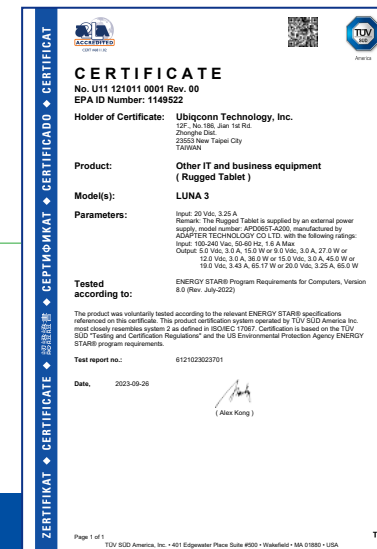 ZERTIFIKAT ◆ CERTIFICATE ◆ 認證證書 ◆ СЕРТИФИКАТ ◆ CERTIFICADO ◆ CERTIFICAT
ACCREDITED
TÜV
SÜD
America
CERTIFICATE
No. U11 121011 0001 Rev. 00
EPA ID Number: 1149522
Holder of Certificate: Ubiqconn Technology, Inc.
12F., No.186, Jian 1st Rd.
Zhonghe Dist.
23553 New Taipei City
TAIWAN
Product: Other IT and business equipment
( Rugged Tablet )
Model(s): LUNA 3
Parameters: Input: 20 Vdc, 3.25 A
Remark: The Rugged Tablet is supplied by an external power
supply, model number: APD065T-A200, manufactured by
ADAPTER TECHNOLOGY CO LTD. with the following ratings:
Input: 100-240 Vac, 50-60 Hz, 1.6 A Max
Output: 5.0 Vdc, 3.0 A, 15.0 W or 9.0 Vdc, 3.0 A, 27.0 W or
12.0 Vdc, 3.0 A, 36.0 W or 15.0 Vdc, 3.0 A, 45.0 W or
19.0 Vdc, 3.43 A, 65.17 W or 20.0 Vdc, 3.25 A, 65.0 W
Tested according to: ENERGY STAR® Program Requirements for Computers, Version
8.0 (Rev. July-2022)
The product was voluntarily tested according to the relevant ENERGY STAR® specifications
referenced on this certificate. This product certification system operated by TÜV SÜD America Inc.
most closely resembles system 2 as defined in ISO/IEC 17067. Certification is based on the TÜV
SÜD "Testing and Certification Regulations" and the US Environmental Protection Agency ENERGY
STAR® program requirements.
Test report no.: 6121023023701
Date, 2023-09-26
( Alex Kong )
Page 1 of 1
TÜV SÜD America, Inc. • 401 Edgewater Place Suite #500 • Wakefield • MA 01880 • USA
T